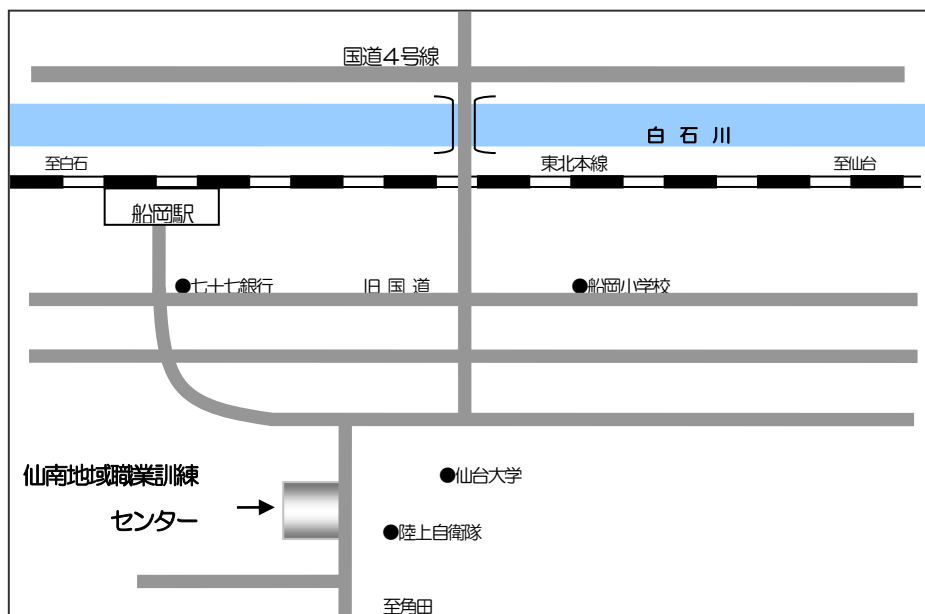 国道4号線
白 石 川
至白石
東北本線
至仙台
船岡駅
●七十七銀行
旧 国 道
●船岡小学校
仙南地域職業訓練
センター
●仙台大学
●陸上自衛隊
至角田